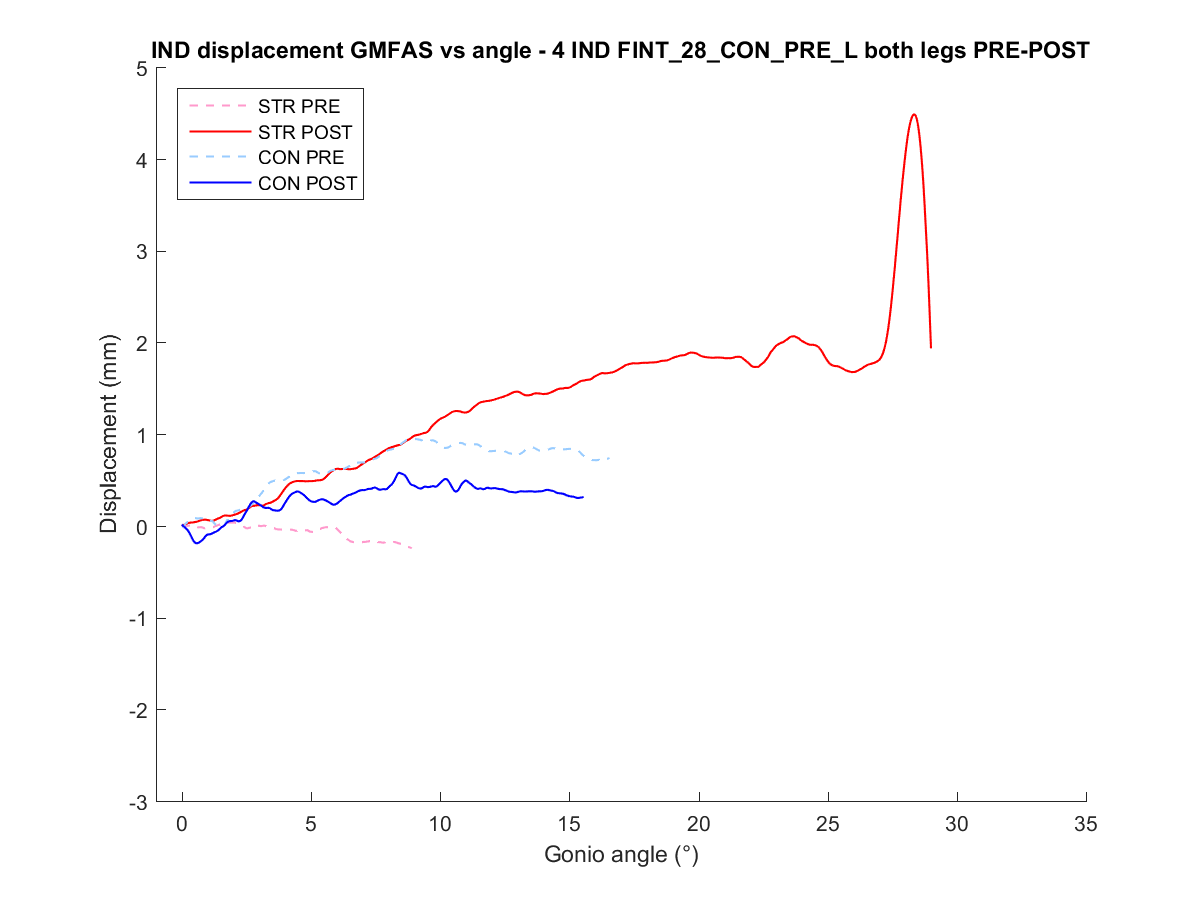 IND displacement GMFAS vs angle - 4 IND FINT_28_CON_PRE_L both legs PRE-POST
5
4
3
2
1
0
-1
-2
-3
Displacement (mm)
STR PRE
STR POST
CON PRE
CON POST
0 5 10 15 20 25 30 35
Gonio angle (°)